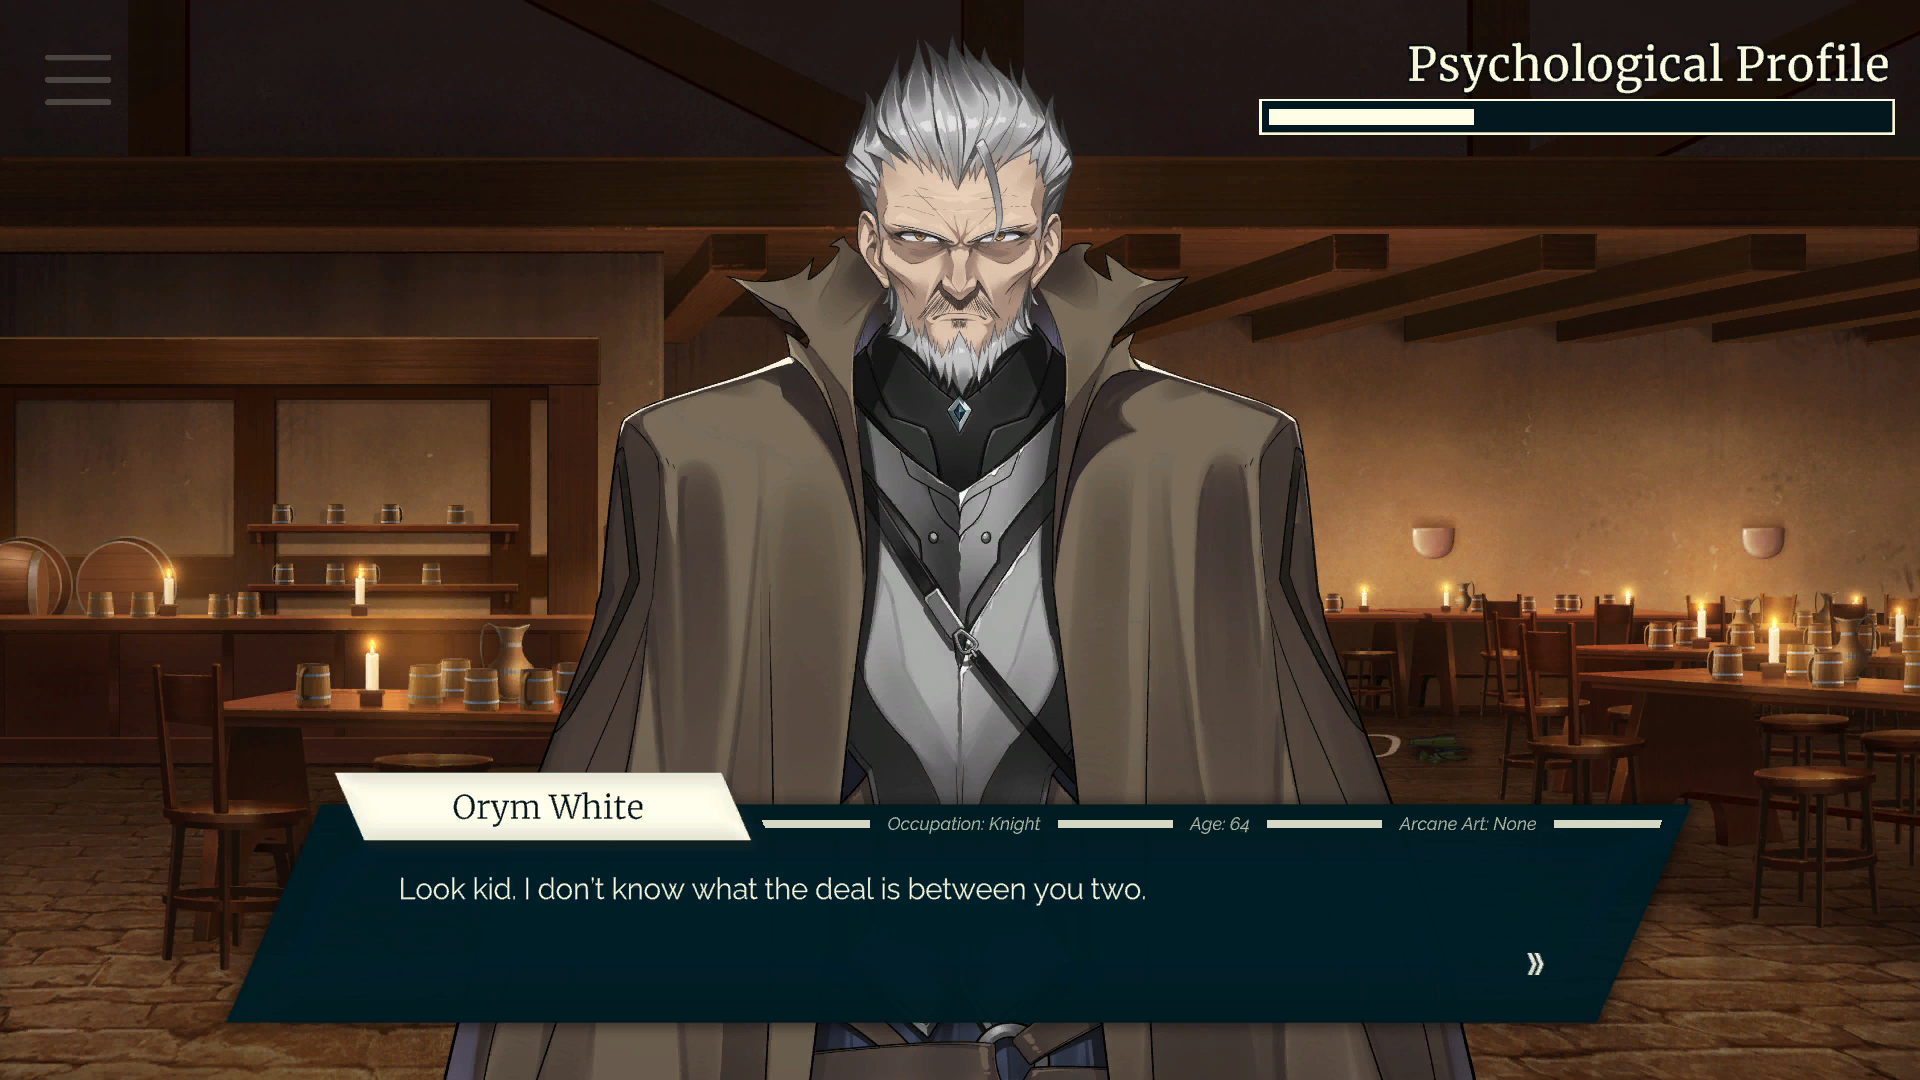 Psychological Profile
Orym White
Occupation: Knight
Age: 64
Arcane Art: None
Look kid. I don't know what the deal is between you two.